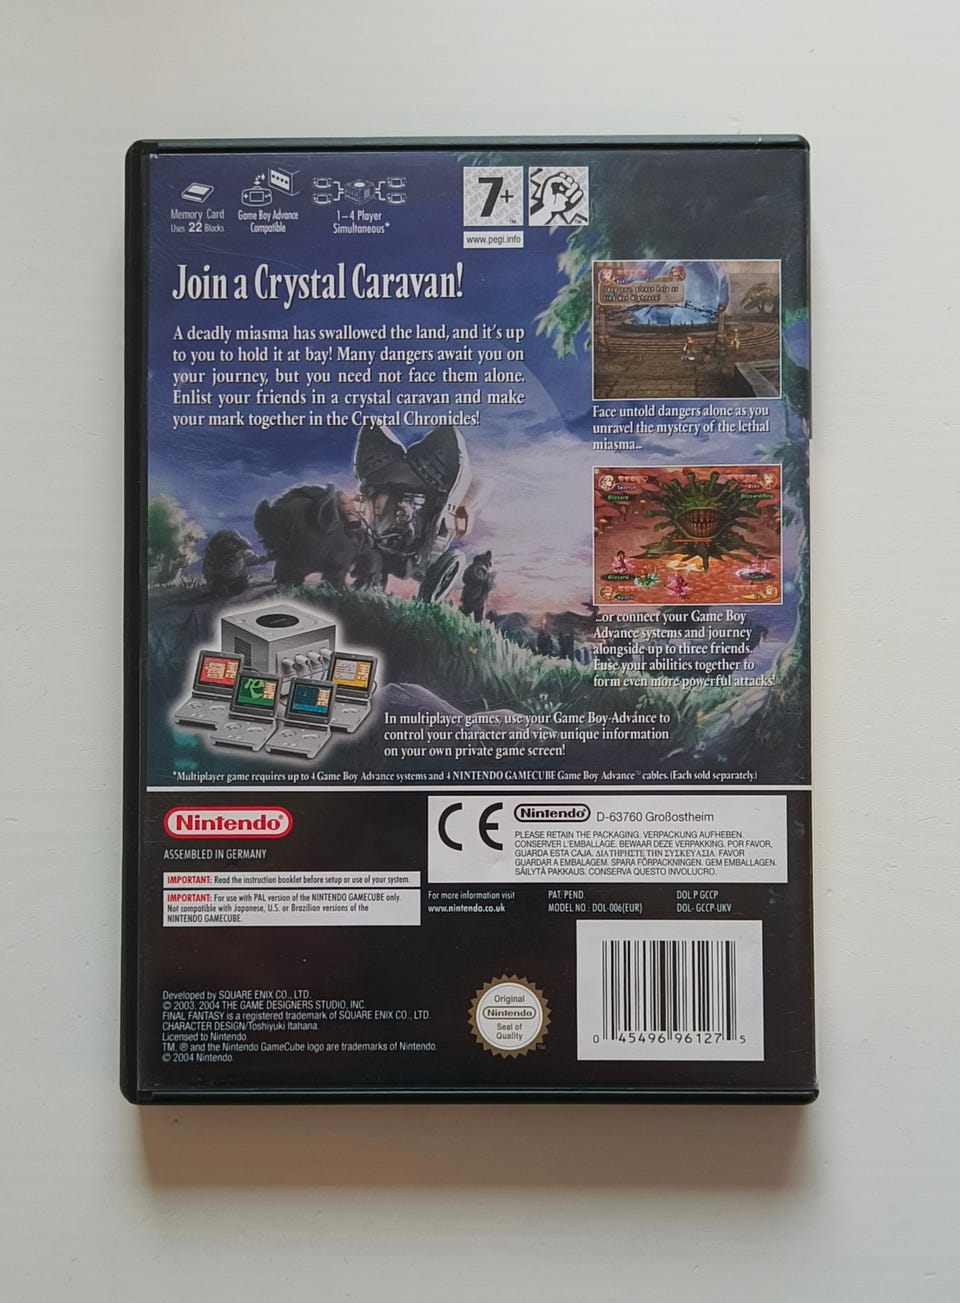 Memory Card
Uses 22 Blocks
Game Boy Advance
Compatible
1–4 Player
Simultaneous*
7+
TM
www.pegi.info
TM
Join a Crystal Caravan!
A deadly miasma has swallowed the land, and it's up
to you to hold it at bay! Many dangers await you on
your journey, but you need not face them alone.
Enlist your friends in a crystal caravan and make
your mark together in the Crystal Chronicles!
Face untold dangers alone as you
unravel the mystery of the lethal
miasma...
Blizzard
Blizzard
Cure
...or connect your Game Boy
Advance systems and journey
alongside up to three friends.
Fuse your abilities together to
form even more powerful attacks!
In multiplayer games, use your Game Boy Advance to
control your character and view unique information
on your own private game screen!
*Multiplayer game requires up to 4 Game Boy Advance systems and 4 NINTENDO GAMECUBE Game Boy Advance™ cables. (Each sold separately.)
Nintendo®
ASSEMBLED IN GERMANY
IMPORTANT: Read the instruction booklet before setup or use of your system.
IMPORTANT: For use with PAL version of the NINTENDO GAMECUBE only.
Not compatible with Japanese, U.S. or Brazilian versions of the
NINTENDO GAMECUBE.
CE
Nintendo® D-63760 Großostheim
PLEASE RETAIN THE PACKAGING. VERPACKUNG AUFHEBEN.
CONSERVER L'EMBALLAGE. BEWAAR DEZE VERPAKKING. POR FAVOR,
GUARDA ESTA CAJA. ΔΙΑΤΗΡΗΣΤΕ ΤΗΝ ΣΥΣΚΕΥΑΣΙΑ. FAVOR
GUARDAR A EMBALAGEM. SPARA FÖRPACKNINGEN. GEM EMBALLAGEN.
SÄILYTÄ PAKKAUS. CONSERVA QUESTO INVOLUCRO.
For more information visit
www.nintendo.co.uk
PAT. PEND.
MODEL NO.: DOL-006(EUR)
DOL P GCCP
DOL- GCCP-UKV
Developed by SQUARE ENIX CO., LTD.
© 2003, 2004 THE GAME DESIGNERS STUDIO, INC.
FINAL FANTASY is a registered trademark of SQUARE ENIX CO., LTD.
CHARACTER DESIGN/Toshiyuki Itahana.
Licensed to Nintendo.
TM, ® and the Nintendo GameCube logo are trademarks of Nintendo.
© 2004 Nintendo.
Original
Nintendo
Seal of
Quality
TM
0 45496 96127 5